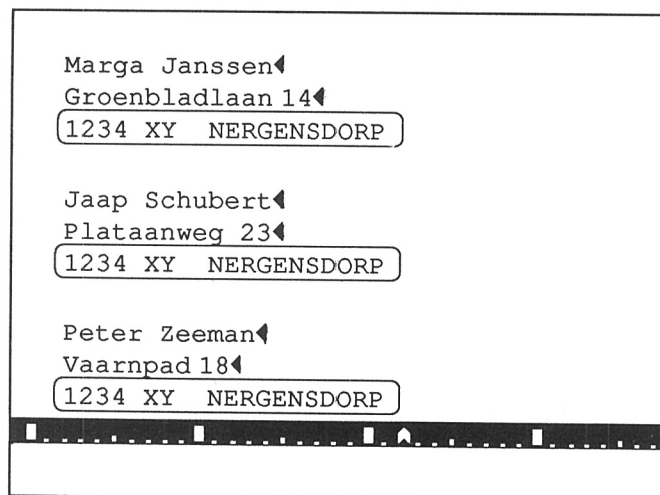 Marga Janssen
Groenbladlaan 14
1234 XY NERGENSDORP
Jaap Schubert
Plataanweg 23
1234 XY NERGENSDORP
Peter Zeeman
Vaarnpad 18
1234 XY NERGENSDORP